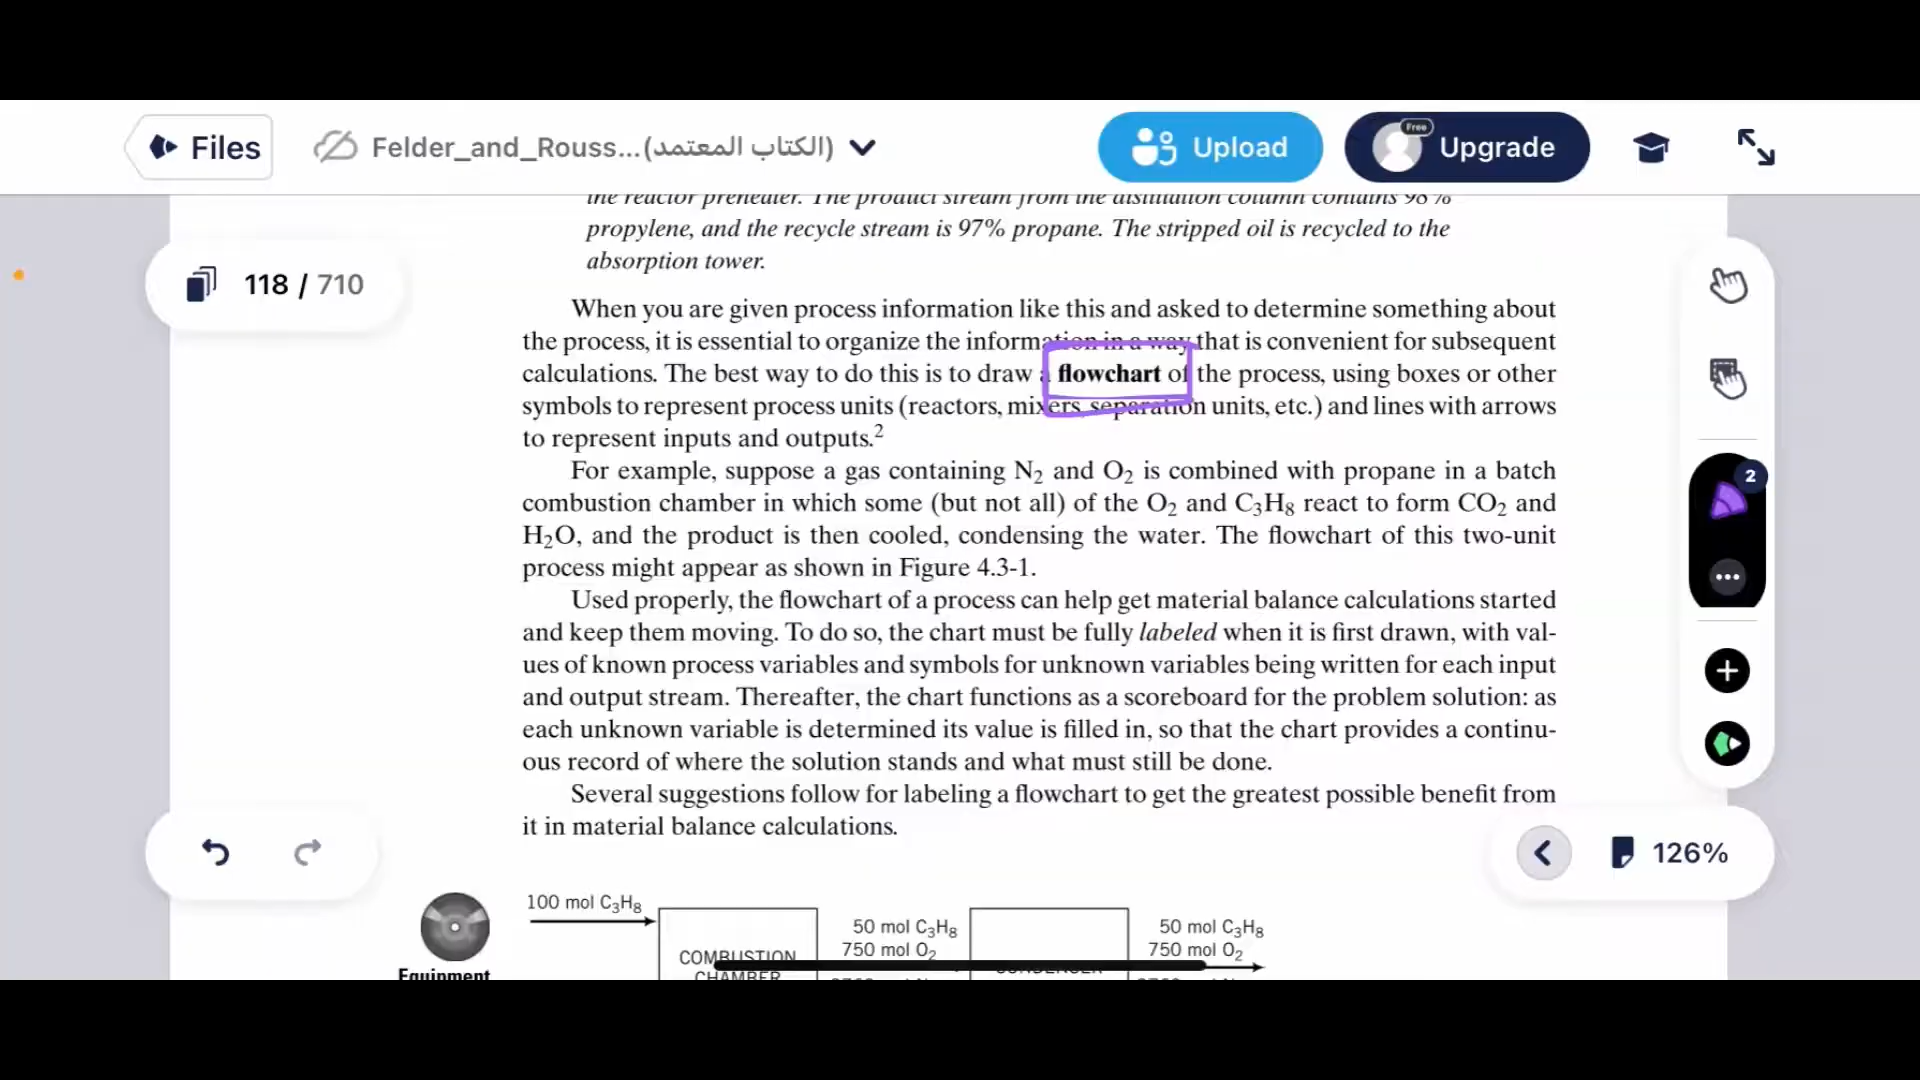 Files
Felder_and_Rouss...(الكتاب المعتمد)
Upload
Free
Upgrade
the reactor preheater. The product stream from the distillation column contains 98%
propylene, and the recycle stream is 97% propane. The stripped oil is recycled to the
absorption tower.
118 / 710
When you are given process information like this and asked to determine something about
the process, it is essential to organize the information in a way that is convenient for subsequent
calculations. The best way to do this is to draw a flowchart of the process, using boxes or other
symbols to represent process units (reactors, mixers, separation units, etc.) and lines with arrows
to represent inputs and outputs.²
For example, suppose a gas containing N₂ and O₂ is combined with propane in a batch
combustion chamber in which some (but not all) of the O₂ and C₃H₈ react to form CO₂ and
H₂O, and the product is then cooled, condensing the water. The flowchart of this two-unit
process might appear as shown in Figure 4.3-1.
Used properly, the flowchart of a process can help get material balance calculations started
and keep them moving. To do so, the chart must be fully labeled when it is first drawn, with val-
ues of known process variables and symbols for unknown variables being written for each input
and output stream. Thereafter, the chart functions as a scoreboard for the problem solution: as
each unknown variable is determined its value is filled in, so that the chart provides a continu-
ous record of where the solution stands and what must still be done.
Several suggestions follow for labeling a flowchart to get the greatest possible benefit from
it in material balance calculations.
2
126%
100 mol C₃H₈
50 mol C₃H₈
750 mol O₂
50 mol C₃H₈
750 mol O₂
COMBUSTION
CHAMBER
Equipment